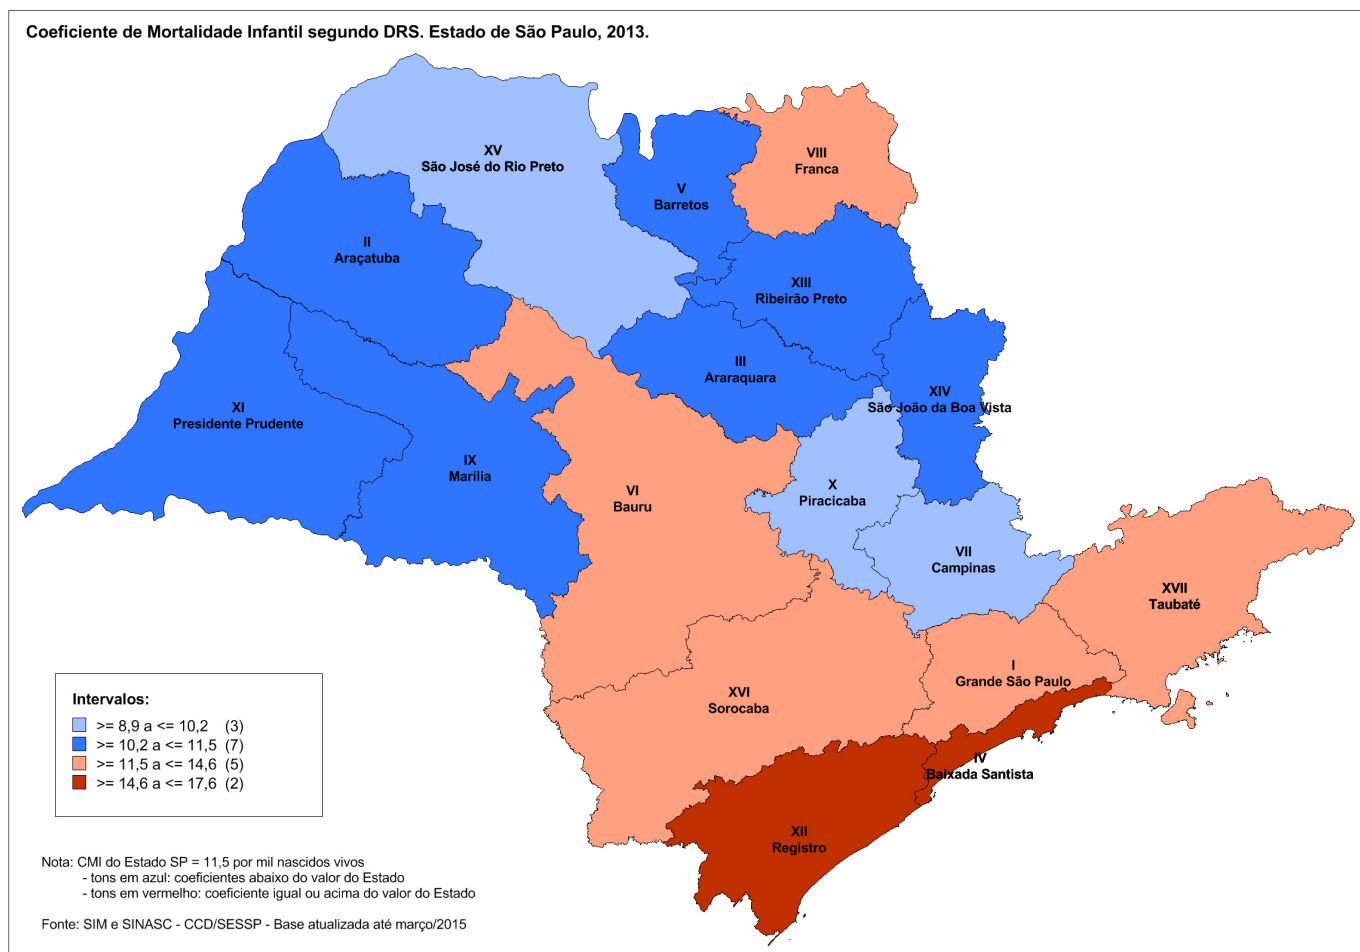 Coeficiente de Mortalidade Infantil segundo DRS. Estado de São Paulo, 2013.
XV
São José do Rio Preto
VIII
Franca
V
Barretos
II
Araçatuba
XIII
Ribeirão Preto
III
Araraquara
XIV
São João da Boa Vista
XI
Presidente Prudente
IX
Marília
VI
Bauru
X
Piracicaba
VII
Campinas
XVII
Taubaté
I
Grande São Paulo
XVI
Sorocaba
IV
Baixada Santista
XII
Registro
Intervalos:
>= 8,9 a <= 10,2 (3)
>= 10,2 a <= 11,5 (7)
>= 11,5 a <= 14,6 (5)
>= 14,6 a <= 17,6 (2)
Nota: CMI do Estado SP = 11,5 por mil nascidos vivos
- tons em azul: coeficientes abaixo do valor do Estado
- tons em vermelho: coeficiente igual ou acima do valor do Estado
Fonte: SIM e SINASC - CCD/SESSP - Base atualizada até março/2015